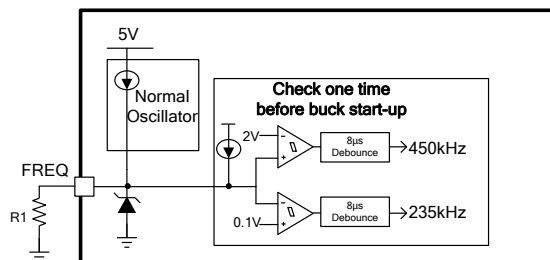 5V
Normal
Oscillator
Check one time
before buck start-up
2V
8µs
Debounce
450kHz
FREQ
R1
0.1V
8µs
Debounce
235kHz